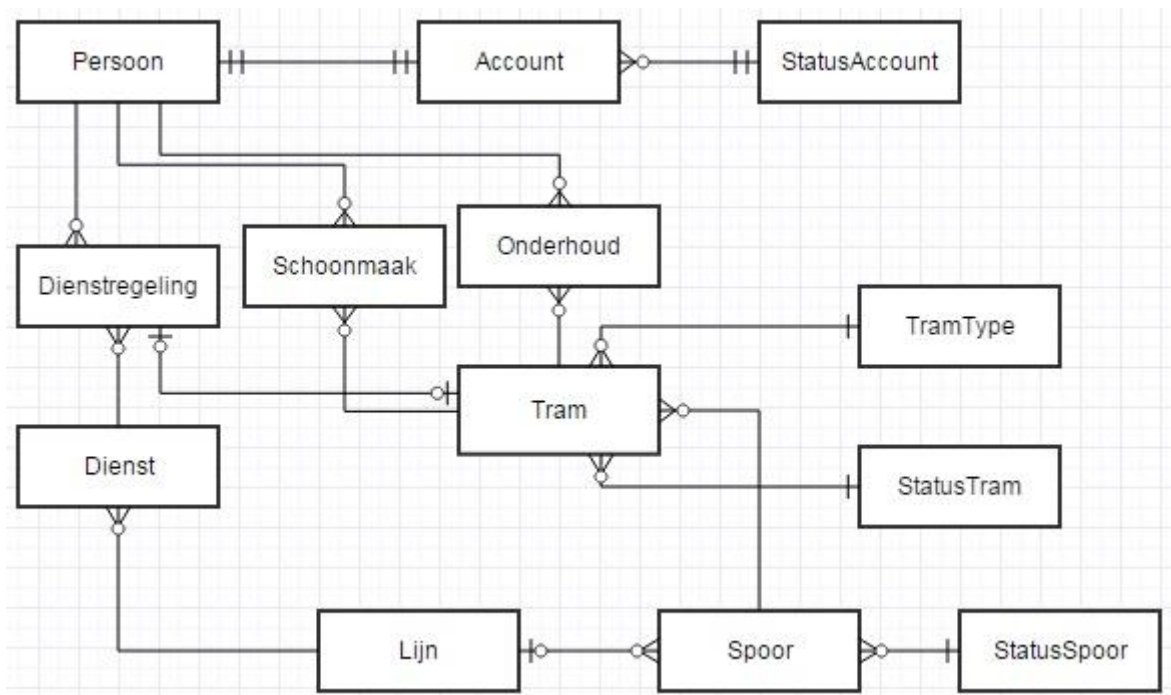 Persoon
Account
StatusAccount
Dienstregeling
Schoonmaak
Onderhoud
TramType
Tram
Dienst
StatusTram
Lijn
Spoor
StatusSpoor